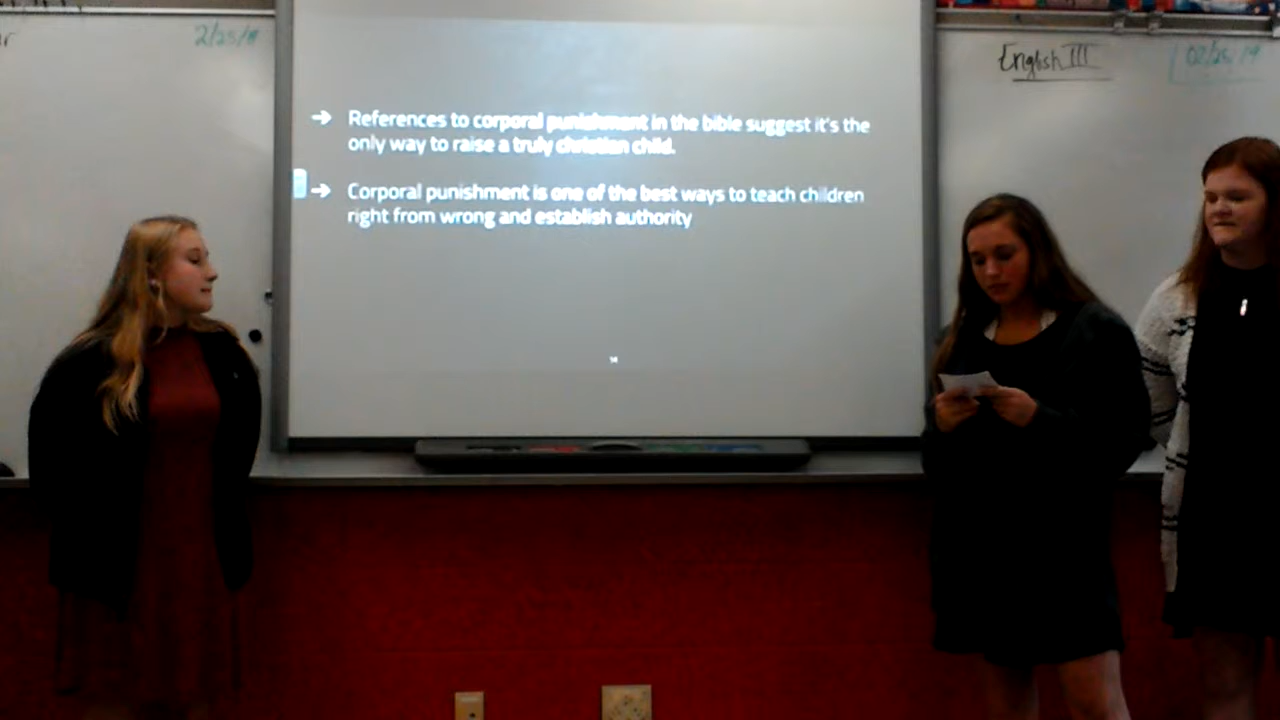 2/25/19
→ References to corporal punishment in the bible suggest it's the
only way to raise a truly christian child.
→ Corporal punishment is one of the best ways to teach children
right from wrong and establish authority
English III
02/25/19